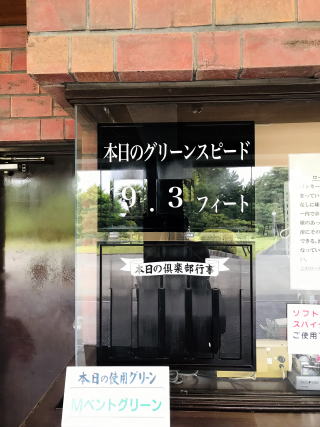 本日のグリーンスピード
9.3 フィート
本日の倶楽部行事
本日の使用グリーン
Mベントグリーン
ソフト
スパイ
ご使用